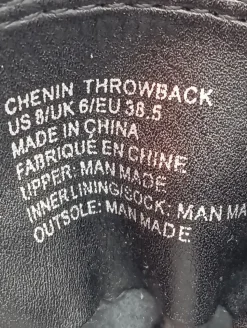 CHENIN THROWBACK
US 8/UK 6/EU 38.5
MADE IN CHINA
FABRIQUÉ EN CHINE
UPPER: MAN MADE
INNER LINING/SOCK: MAN MA
OUTSOLE: MAN MADE